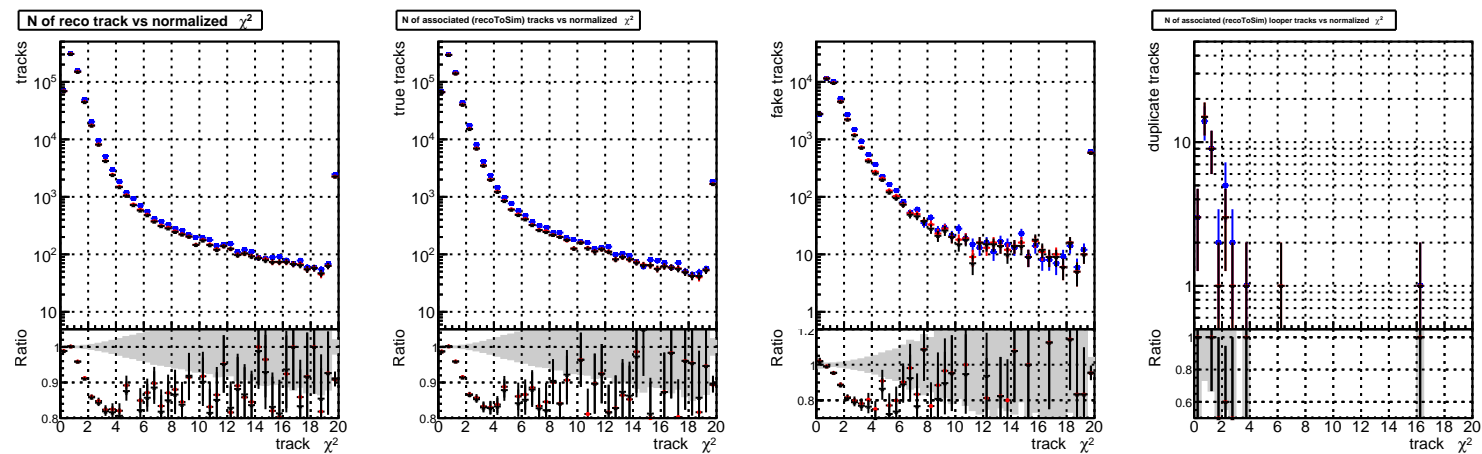 N of reco track vs normalized χ²
tracks
10⁵
10⁴
10³
10²
10
Ratio
1
0.9
0.8
0 2 4 6 8 10 12 14 16 18 20
track χ²
N of associated (recoToSim) tracks vs normalized χ²
true tracks
10⁵
10⁴
10³
10²
10
Ratio
1
0.9
0.8
0 2 4 6 8 10 12 14 16 18 20
track χ²
fake tracks
10⁴
10³
10²
10
1
Ratio
1.2
1
0.8
0 2 4 6 8 10 12 14 16 18 20
track χ²
N of associated (recoToSim) looper tracks vs normalized χ²
duplicate tracks
10
1
Ratio
1
0.8
0.6
0 2 4 6 8 10 12 14 16 18 20
track χ²